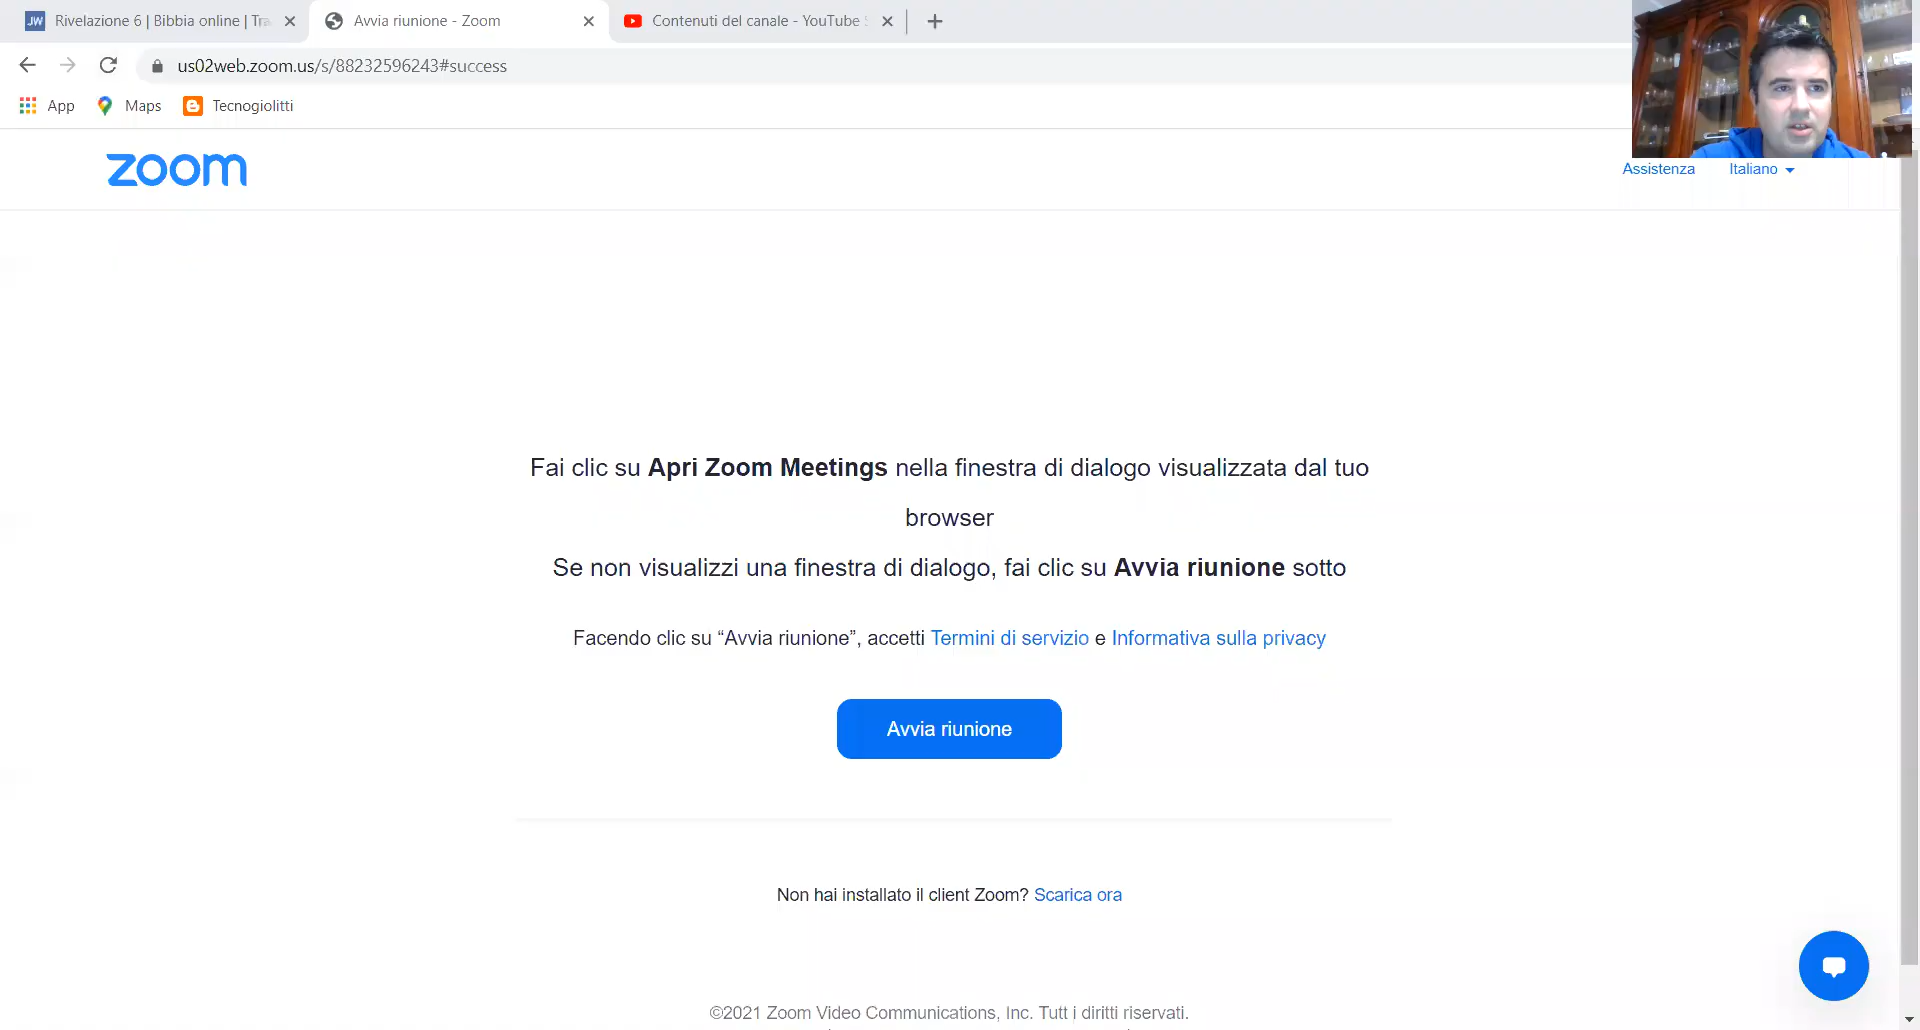 JW Rivelazione 6 | Bibbia online | Tra
Avvia riunione - Zoom
Contenuti del canale - YouTube
us02web.zoom.us/s/88232596243#success
App
Maps
Tecnogiolitti
zoom
Assistenza
Italiano
Fai clic su Apri Zoom Meetings nella finestra di dialogo visualizzata dal tuo
browser
Se non visualizzi una finestra di dialogo, fai clic su Avvia riunione sotto
Facendo clic su “Avvia riunione”, accetti Termini di servizio e Informativa sulla privacy
Avvia riunione
Non hai installato il client Zoom? Scarica ora
©2021 Zoom Video Communications, Inc. Tutt i diritti riservati.